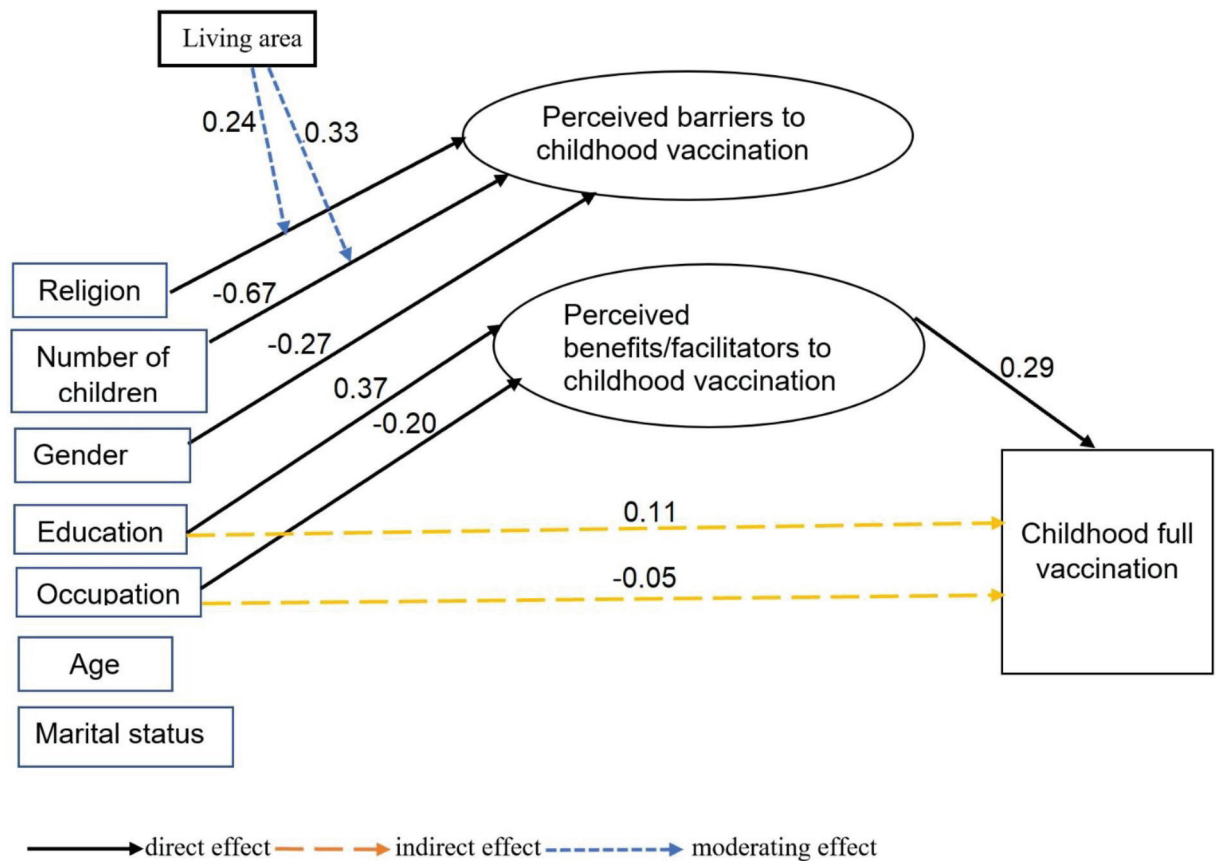 Living area
0.24
0.33
Perceived barriers to
childhood vaccination
Religion
-0.67
Number of
children
-0.27
Perceived
benefits/facilitators to
childhood vaccination
0.37
-0.20
0.29
Gender
Education
0.11
Occupation
-0.05
Childhood full
vaccination
Age
Marital status
direct effect
indirect effect
moderating effect